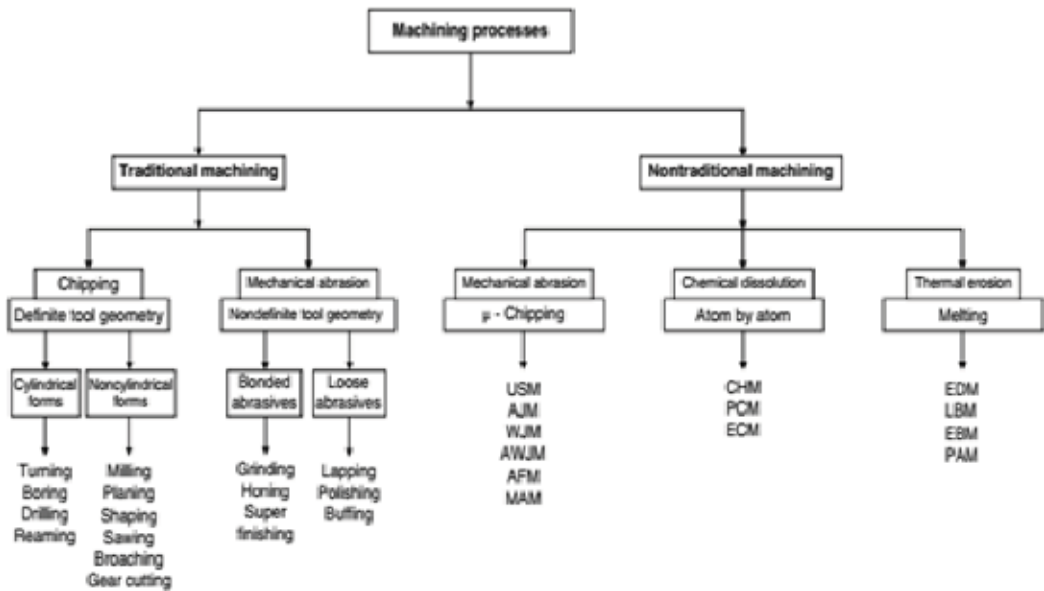 Machining processes
Traditional machining
Nontraditional machining
Chipping
Definite tool geometry
Mechanical abrasion
Nondefinite tool geometry
Mechanical abrasion
μ - Chipping
Chemical dissolution
Atom by atom
Thermal erosion
Melting
Cylindrical
forms
Noncylindrical
forms
Bonded
abrasives
Loose
abrasives
Turning
Boring
Drilling
Reaming
Milling
Planing
Shaping
Sawing
Broaching
Gear cutting
Grinding
Honing
Super
finishing
Lapping
Polishing
Buffing
USM
AJM
WJM
AWJM
AFM
MAM
CHM
PCM
ECM
EDM
LBM
EBM
PAM